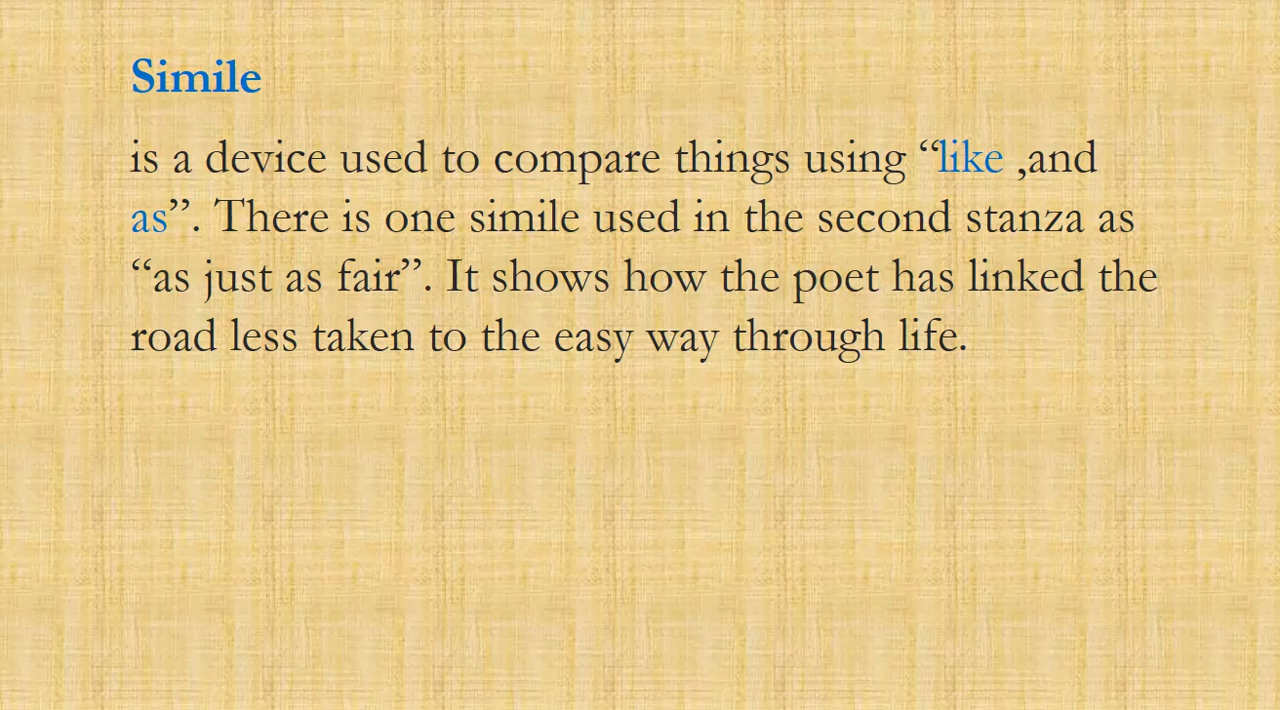 Simile
is a device used to compare things using “like ,and
as”. There is one simile used in the second stanza as
“as just as fair”. It shows how the poet has linked the
road less taken to the easy way through life.